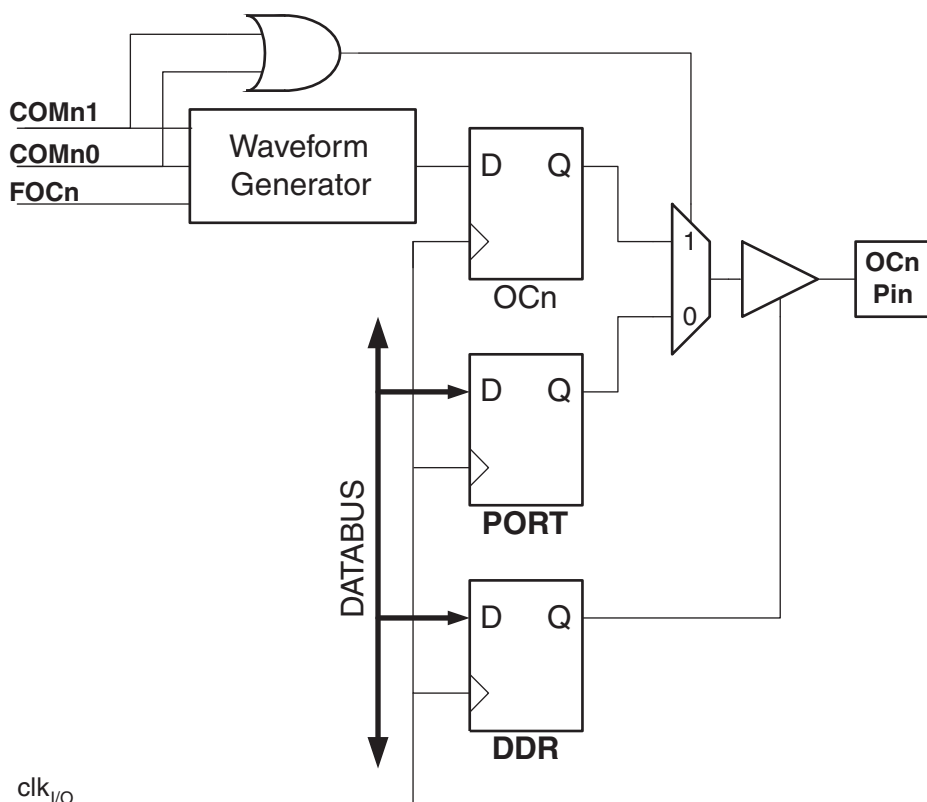 COMn1
COMn0
FOCn
Waveform
Generator
D Q
OCn
1
0
OCn
Pin
D Q
PORT
DATABUS
D Q
DDR
clkI/O